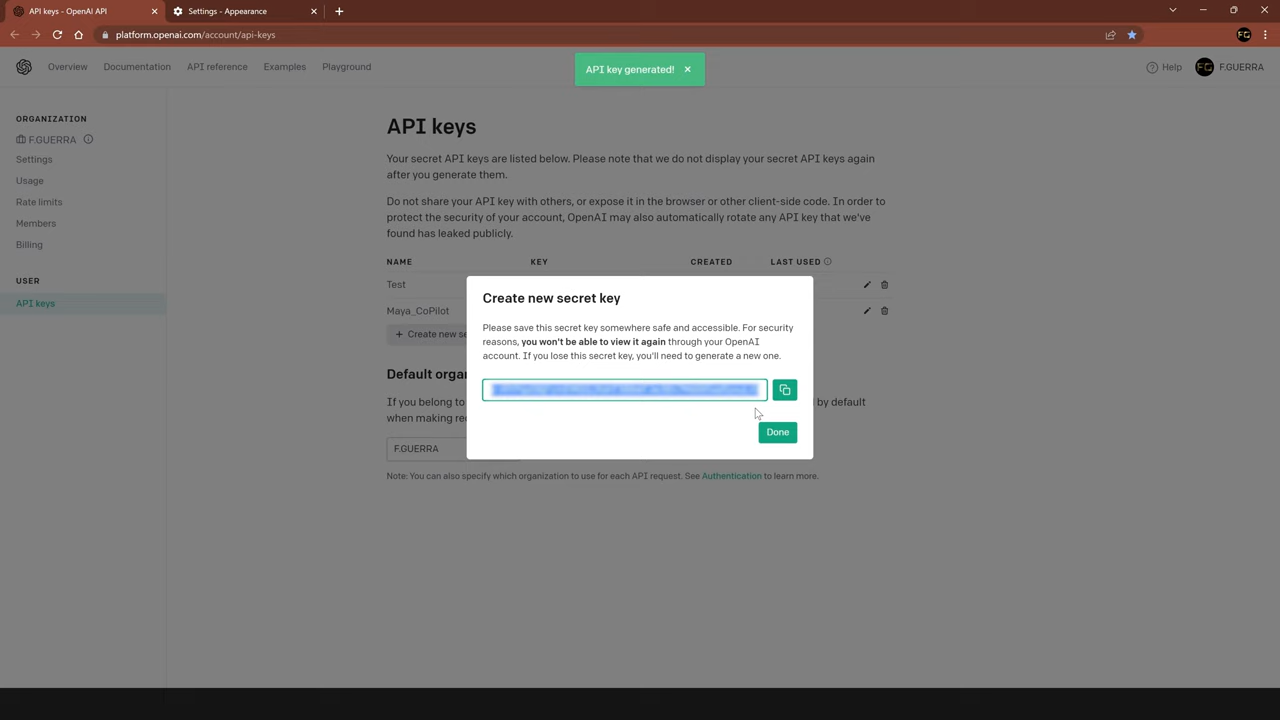 API keys - OpenAI API
Settings - Appearance
platform.openai.com/account/api-keys
FG
Overview
Documentation
API reference
Examples
Playground
API key generated!
Help
FG
F.GUERRA
ORGANIZATION
F.GUERRA
Settings
Usage
Rate limits
Members
Billing
USER
API keys
API keys
Your secret API keys are listed below. Please note that we do not display your secret API keys again
after you generate them.
Do not share your API key with others, or expose it in the browser or other client-side code. In order to
protect the security of your account, OpenAI may also automatically rotate any API key that we've
found has leaked publicly.
NAME KEY CREATED LAST USED
Test
Maya_CoPilot
+ Create new se
Create new secret key
Please save this secret key somewhere safe and accessible. For security
reasons, you won't be able to view it again through your OpenAI
account. If you lose this secret key, you'll need to generate a new one.
Done
Default orga
If you belong to
by default
when making re
F.GUERRA
Note: You can also specify which organization to use for each API request. See Authentication to learn more.